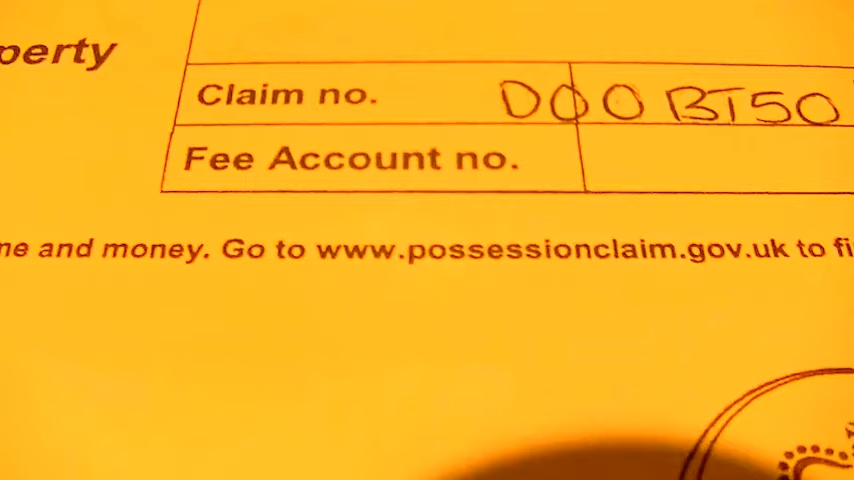 perty
Claim no. D00BT50
Fee Account no.
me and money. Go to www.possessionclaim.gov.uk to fi